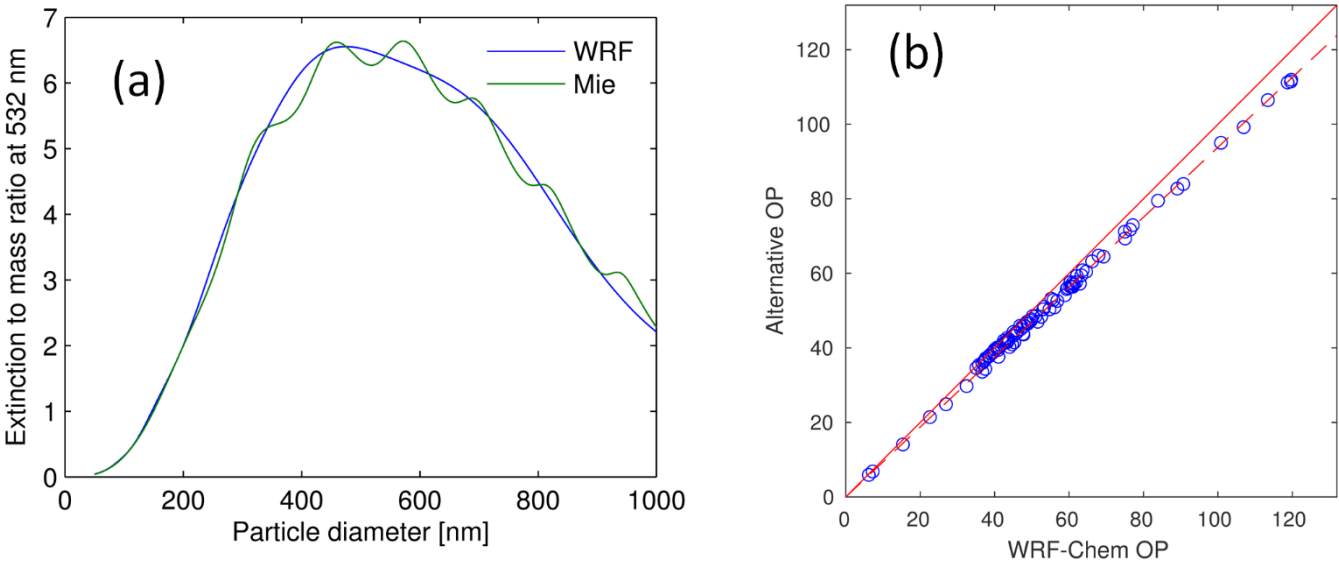 (a)
WRF
Mie
Extinction to mass ratio at 532 nm
7
6
5
4
3
2
1
0
0 200 400 600 800 1000
Particle diameter [nm]
(b)
Alternative OP
120
100
80
60
40
20
0
0 20 40 60 80 100 120
WRF-Chem OP